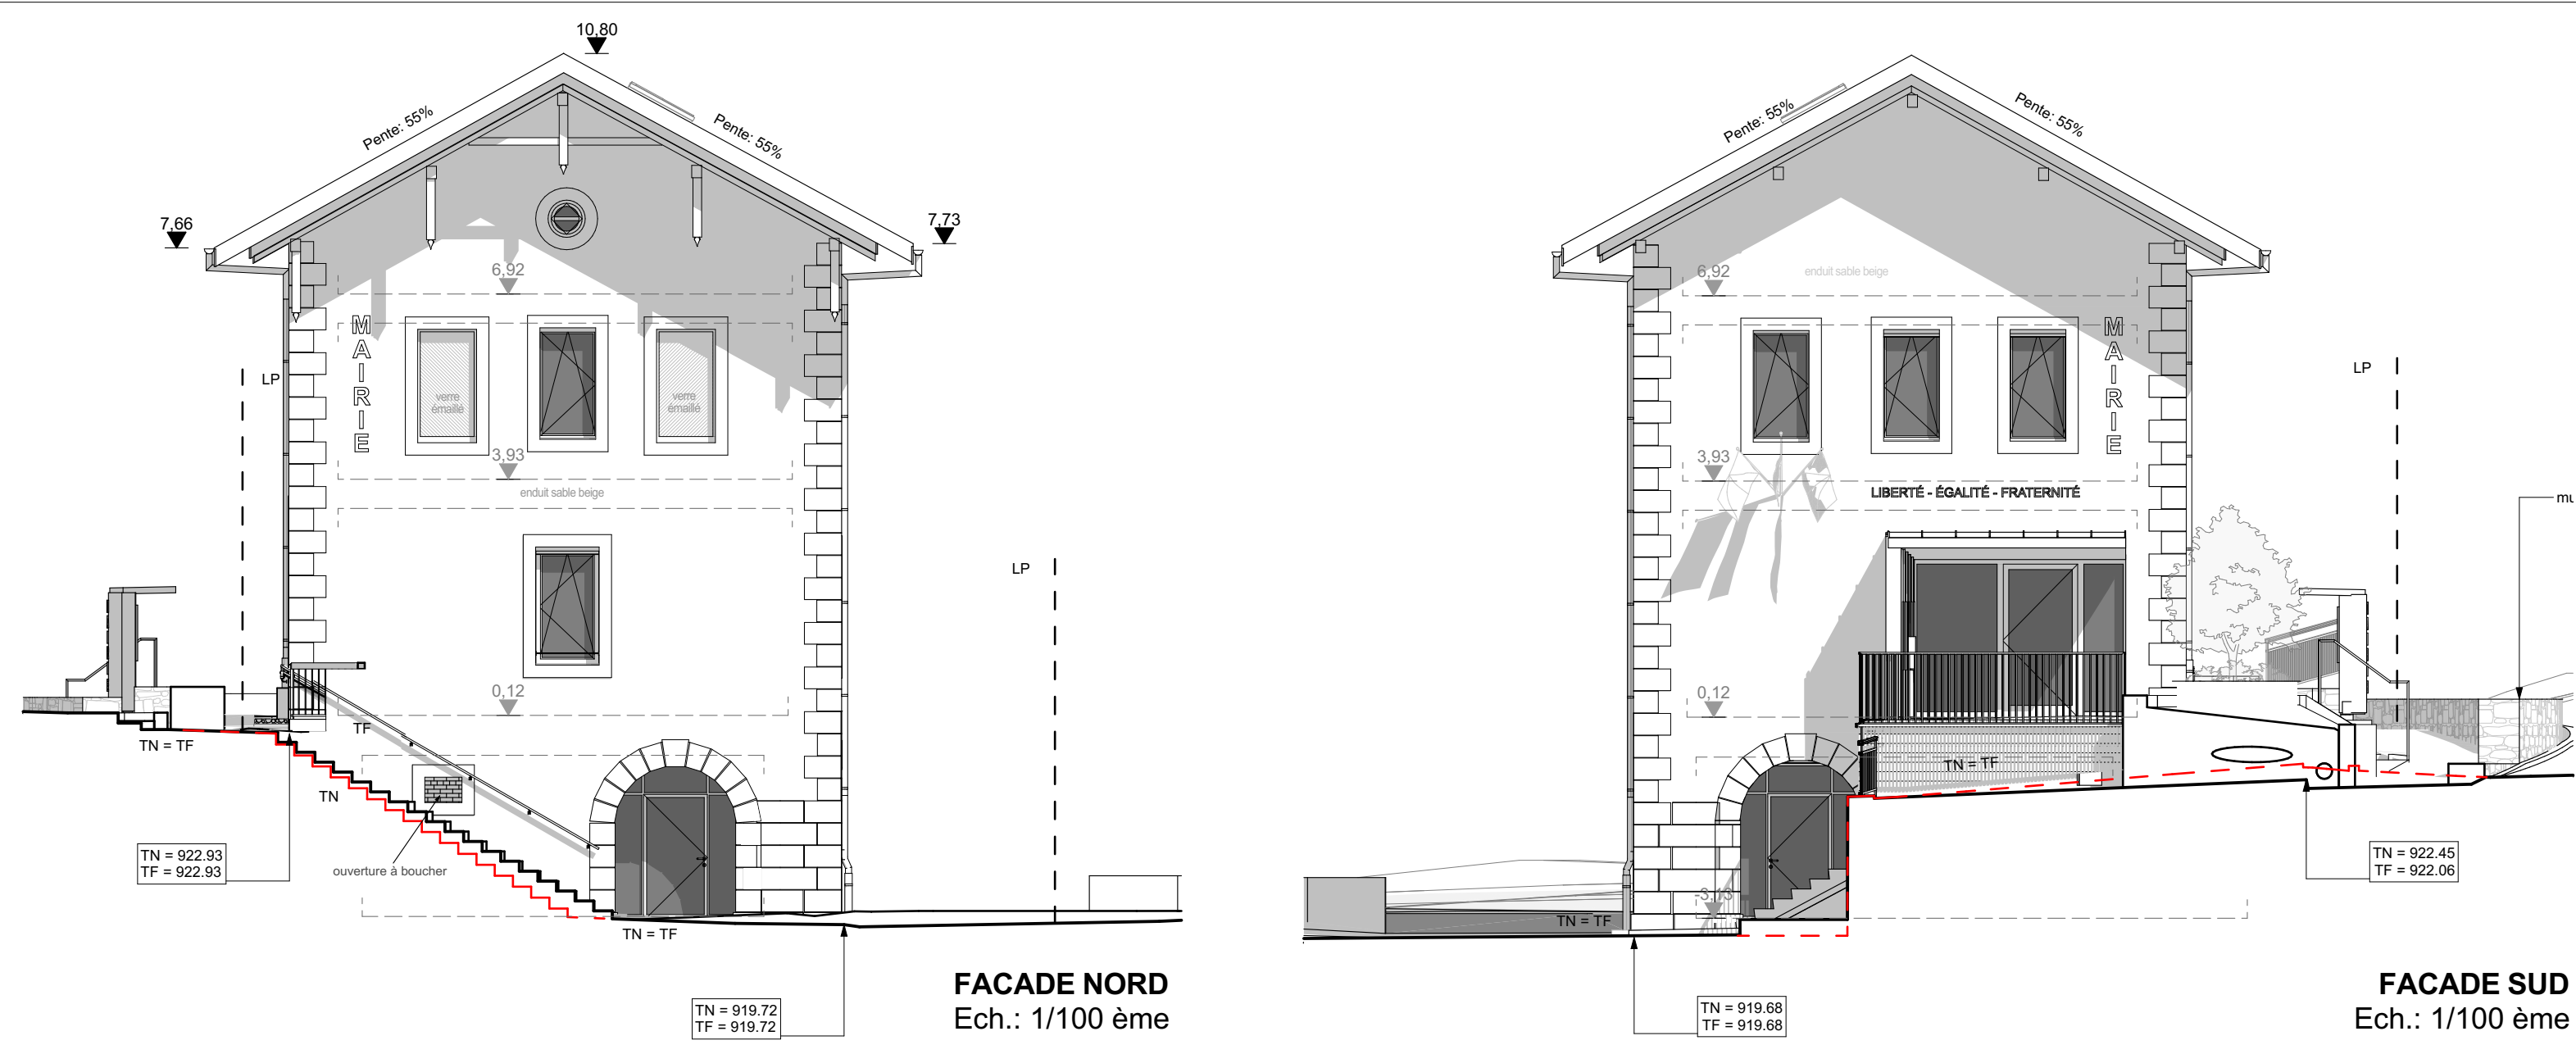 10,80
Pente: 55%
Pente: 55%
7,66
7,73
6,92
MAIRIE
LP
verre
émaillé
verre
émaillé
3,93
enduit sable beige
LP
0,12
TF
TN = TF
TN
ouverture à boucher
TN = 922.93
TF = 922.93
TN = TF
TN = 919.72
TF = 919.72
FACADE NORD
Ech.: 1/100 ème
Pente: 55%
Pente: 55%
6,92
enduit sable beige
MAIRIE
LP
3,93
LIBERTÉ - ÉGALITÉ - FRATERNITÉ
0,12
TN = TF
TN = 922.45
TF = 922.06
TN = TF
TN = 919.68
TF = 919.68
FACADE SUD
Ech.: 1/100 ème